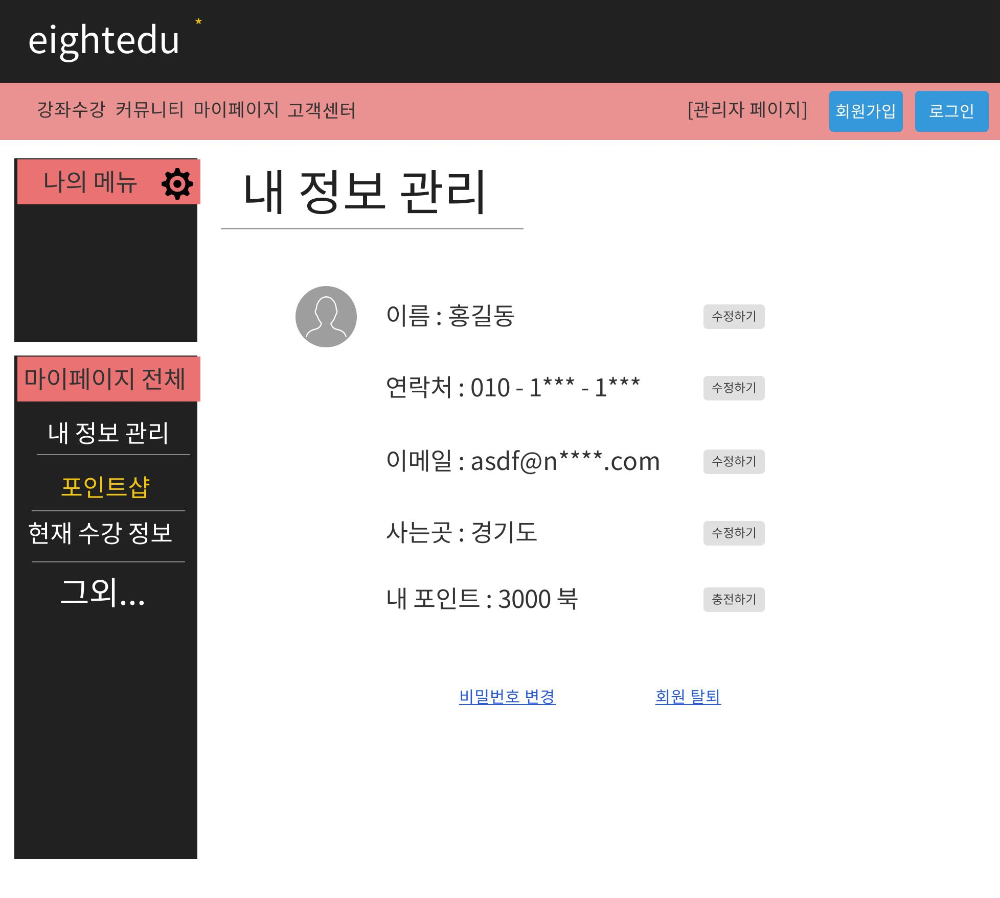 eightedu *
강좌수강 커뮤니티 마이페이지 고객센터 [관리자 페이지] 회원가입 로그인
나의 메뉴
마이페이지 전체
내 정보 관리
포인트샵
현재 수강 정보
그외...
내 정보 관리
이름 : 홍길동 수정하기
연락처 : 010 - 1*** - 1*** 수정하기
이메일 : asdf@n****.com 수정하기
사는곳 : 경기도 수정하기
내 포인트 : 3000 북 충전하기
비밀번호 변경 회원 탈퇴